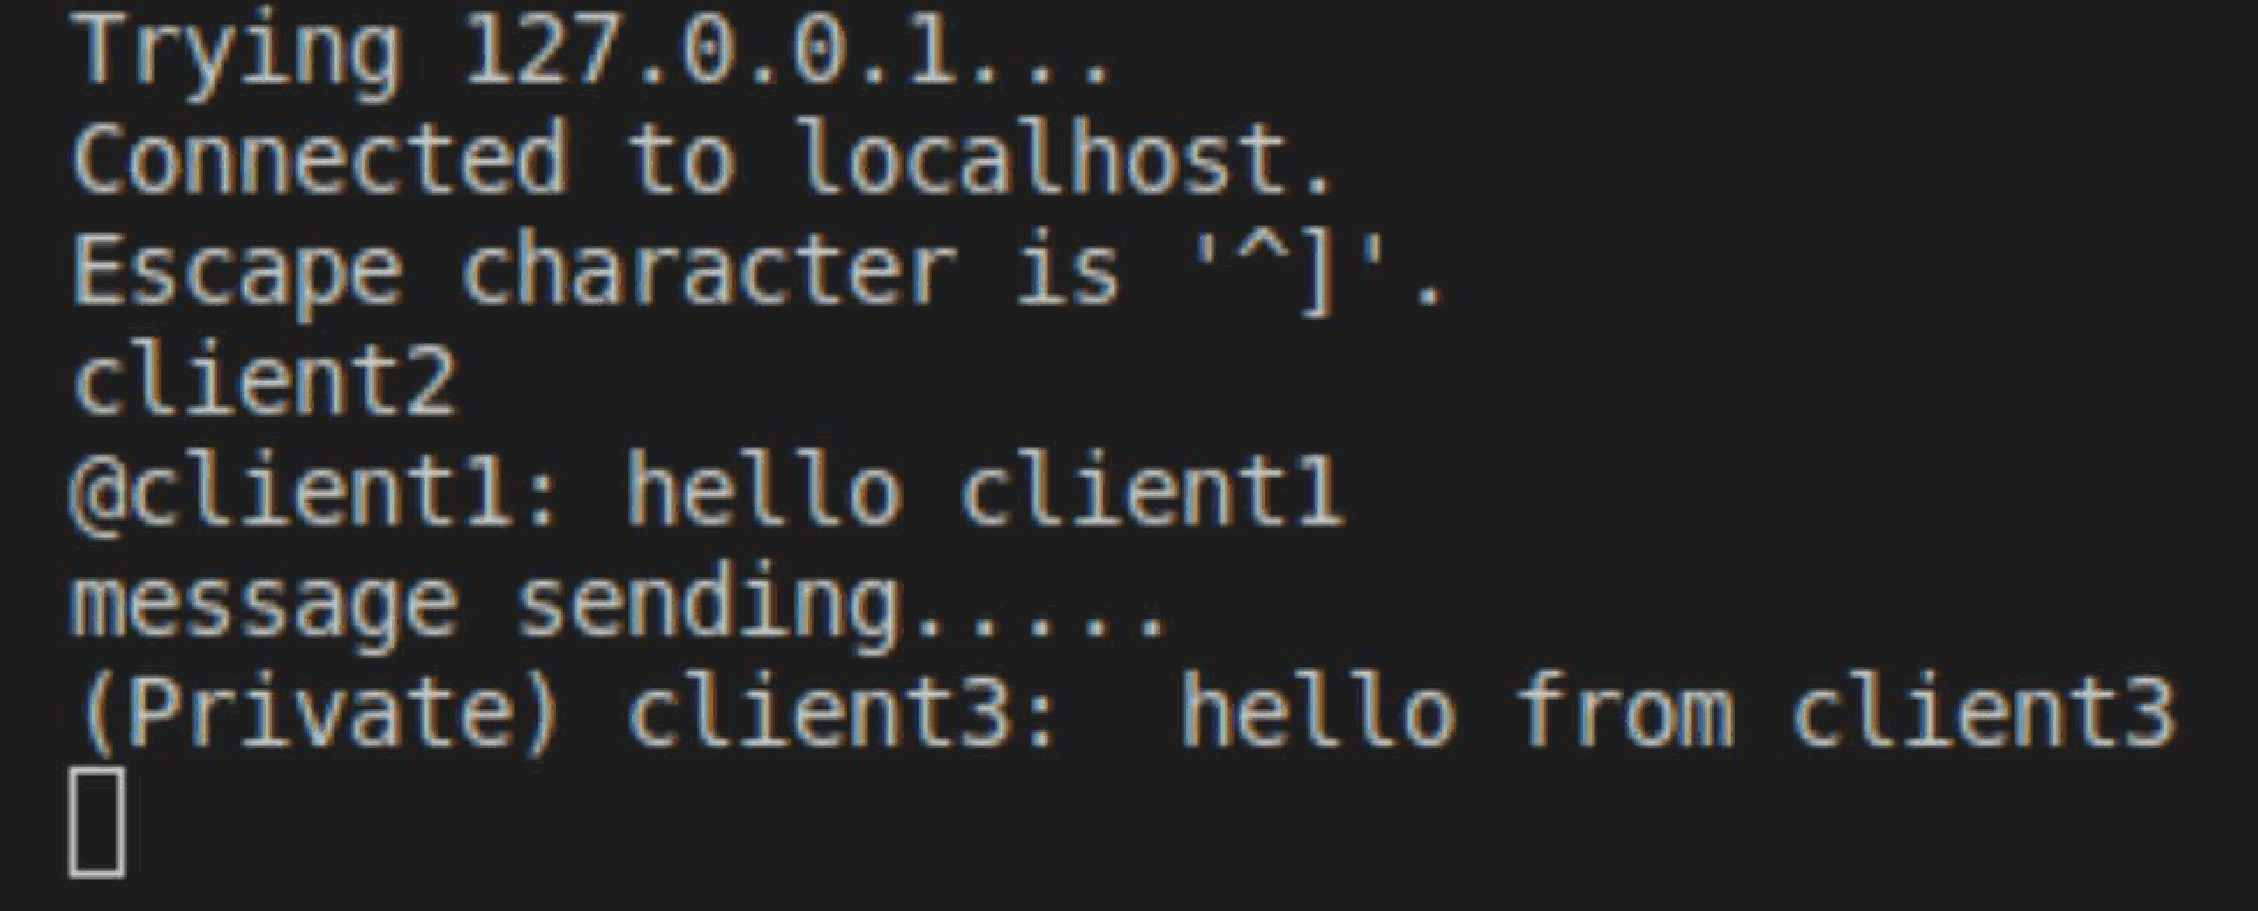 Trying 127.0.0.1...
Connected to localhost.
Escape character is '^]'.
client2
@client1: hello client1
message sending.....
(Private) client3:  hello from client3